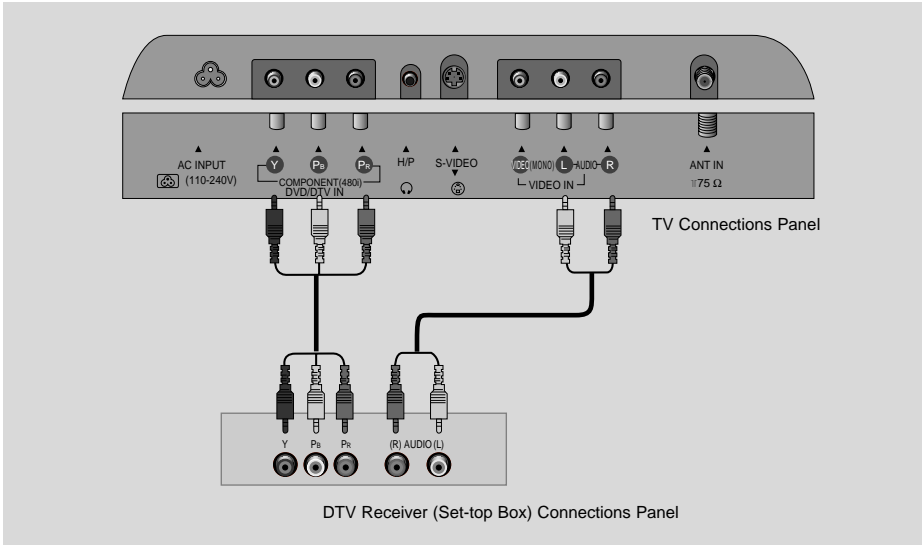 AC INPUT
(110-240V)
Y PB PR
COMPONENT(480i)
DVD/DTV IN
H/P
S-VIDEO
VIDEO (MONO) L AUDIO R
VIDEO IN
ANT IN
75 Ω
TV Connections Panel
Y PB PR (R) AUDIO (L)
DTV Receiver (Set-top Box) Connections Panel